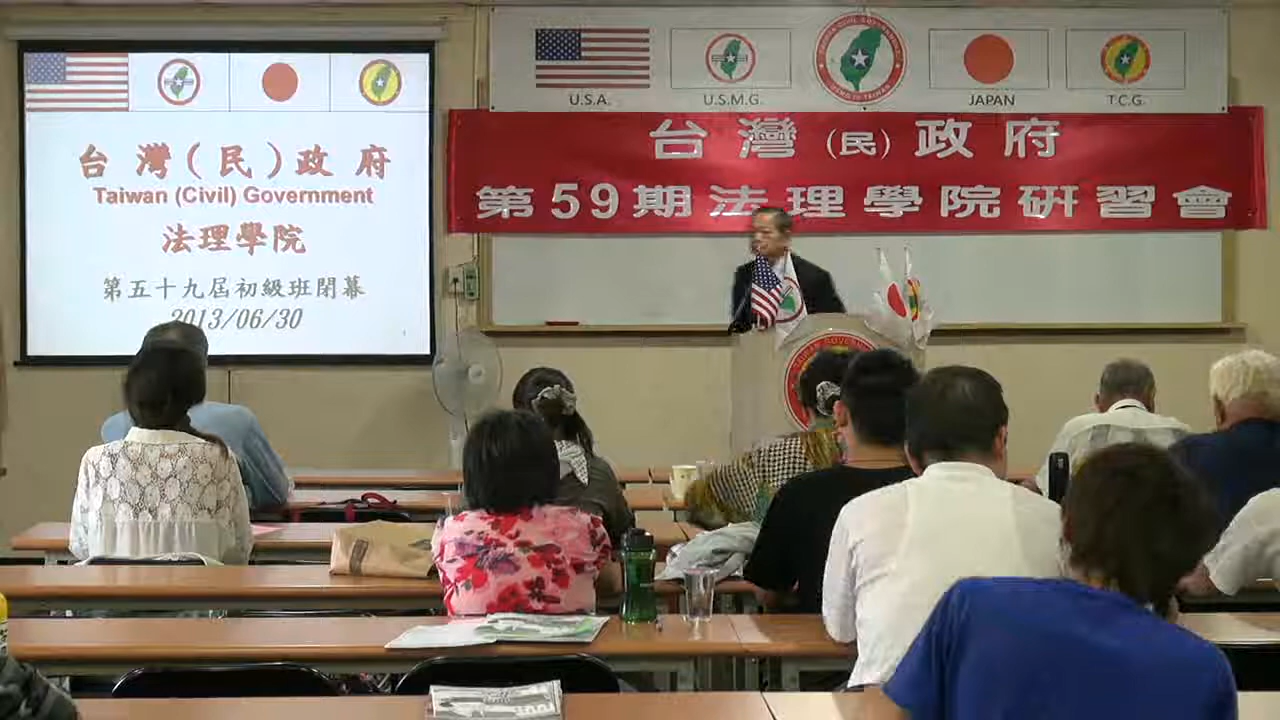 台灣(民)政府
Taiwan (Civil) Government
法理學院
第五十九屆初級班閉幕
2013/06/30
U.S.A.
U.S.M.G.
JAPAN
T.C.G.
台灣(民)政府
第59期法理學院研習會